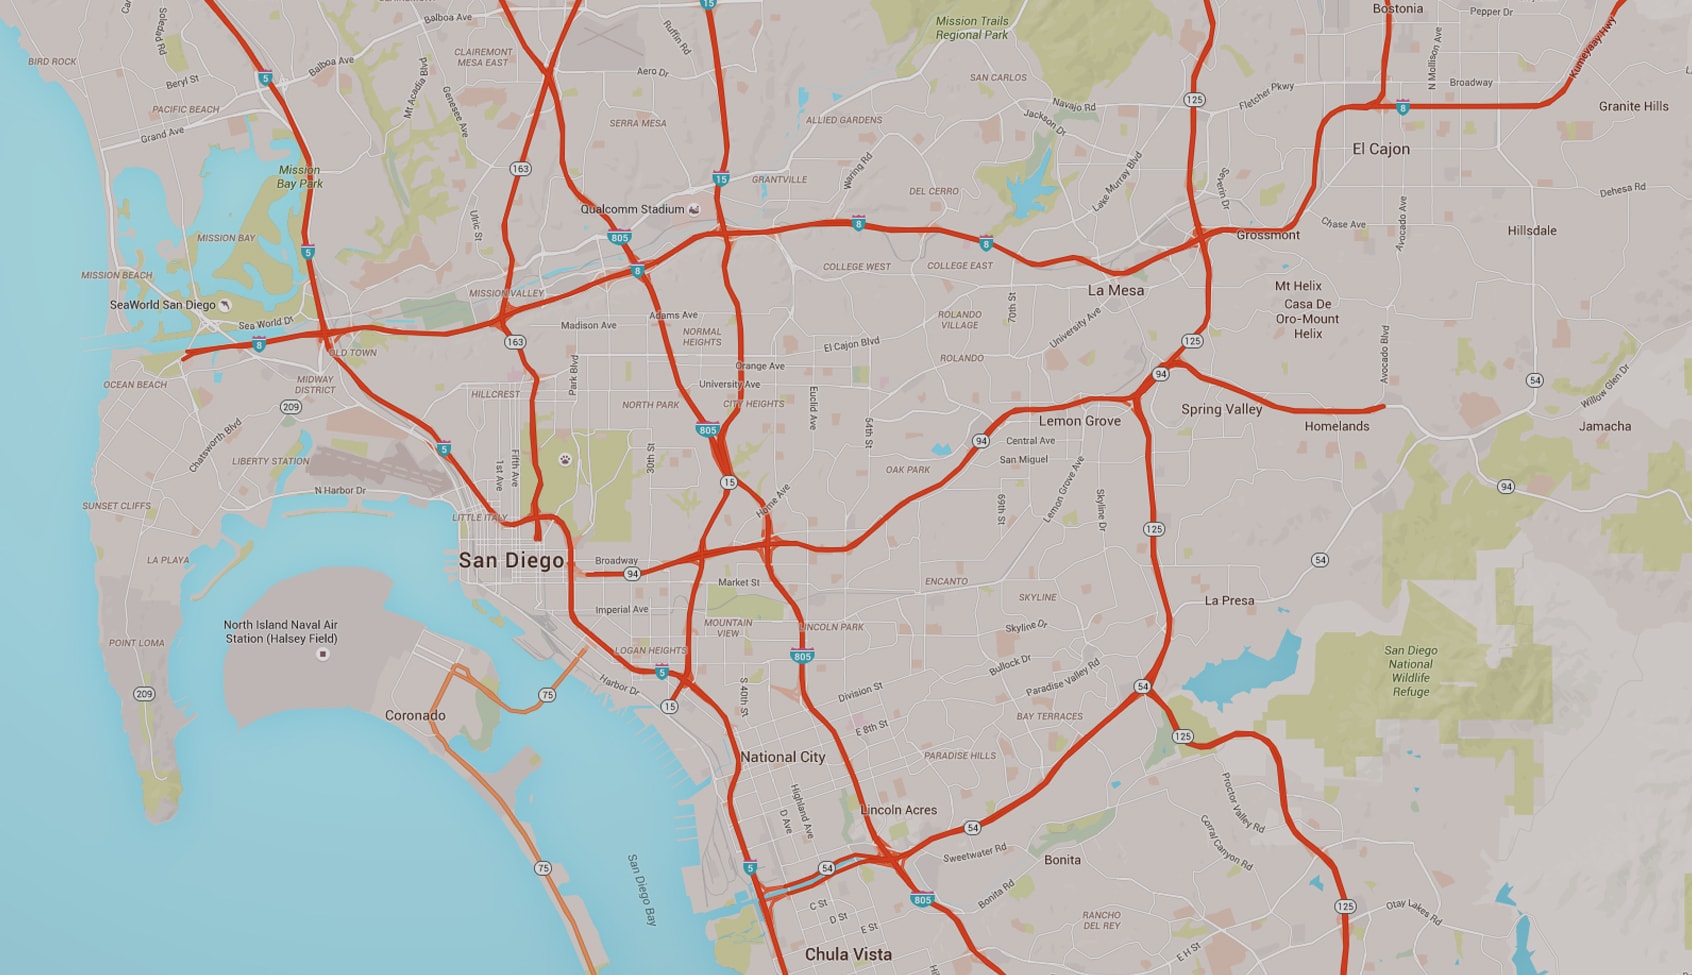 Bostonia
Pepper Dr
15
Soledad Rd
Balboa Ave
Ruffin Rd
Mission Trails
Regional Park
N Mollison Ave
Kumeyaay Hwy
BIRD ROCK
CLAIREMONT
MESA EAST
5
Balboa Ave
Beryl St
Mt Acadia Blvd
Aero Dr
SAN CARLOS
Broadway
Fletcher Pkwy
125
8
Granite Hills
PACIFIC BEACH
Genesee Ave
SERRA MESA
ALLIED GARDENS
Navajo Rd
Jackson Dr
Grand Ave
El Cajon
Mission
Bay Park
163
15
GRANTVILLE
Waring Rd
DEL CERRO
Lake Murray Blvd
Severin Dr
Dehesa Rd
Qualcomm Stadium
Ulric St
805
8
8
Chase Ave
Avocado Ave
Hillsdale
Grossmont
MISSION BAY
5
MISSION BEACH
8
COLLEGE WEST
COLLEGE EAST
La Mesa
Mt Helix
Casa De
Oro-Mount
Helix
SeaWorld San Diego
MISSION VALLEY
Sea World Dr
Madison Ave
Adams Ave
NORMAL
HEIGHTS
70th St
ROLANDO
VILLAGE
University Ave
8
163
El Cajon Blvd
125
Avocado Blvd
OLD TOWN
Park Blvd
Orange Ave
ROLANDO
94
54
Willow Glen Dr
OCEAN BEACH
MIDWAY
DISTRICT
HILLCREST
University Ave
Euclid Ave
209
NORTH PARK
CITY HEIGHTS
Lemon Grove
Spring Valley
Homelands
Jamacha
Chatsworth Blvd
5
805
54th St
94
Central Ave
San Miguel
LIBERTY STATION
1st Ave
Fifth Ave
30th St
OAK PARK
N Harbor Dr
15
Home Ave
69th St
Lemon Grove Ave
Skyline Dr
94
SUNSET CLIFFS
LITTLE ITALY
125
San Diego
LA PLAYA
Broadway
94
54
Market St
ENCANTO
SKYLINE
La Presa
Imperial Ave
North Island Naval Air
Station (Halsey Field)
MOUNTAIN
VIEW
LINCOLN PARK
Skyline Dr
POINT LOMA
LOGAN HEIGHTS
805
Bullock Dr
San Diego
National
Wildlife
Refuge
5
Harbor Dr
S 40th St
Division St
Paradise Valley Rd
54
209
75
15
Coronado
BAY TERRACES
E 8th St
125
National City
PARADISE HILLS
Highland Ave
D Ave
Lincoln Acres
54
Proctor Valley Rd
Corral Canyon Rd
Sweetwater Rd
Bonita
75
5
54
San Diego Bay
805
Bonita Rd
C St
D St
E St
RANCHO
DEL REY
125
Otay Lakes Rd
Chula Vista
E H St